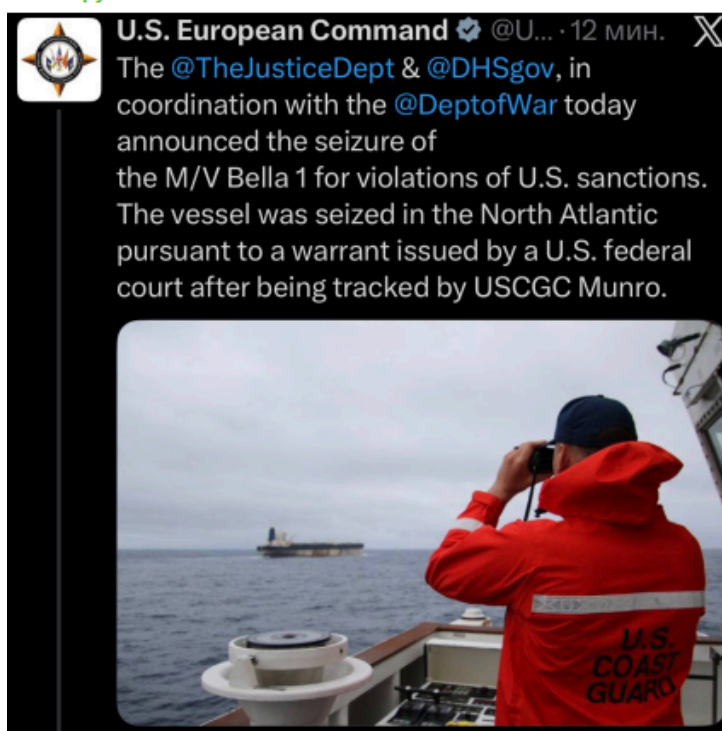 U.S. European Command @U... · 12 мин.
The @TheJusticeDept & @DHSgov, in
coordination with the @DeptofWar today
announced the seizure of
the M/V Bella 1 for violations of U.S. sanctions.
The vessel was seized in the North Atlantic
pursuant to a warrant issued by a U.S. federal
court after being tracked by USCGC Munro.
U.S.
COAST
GUARD